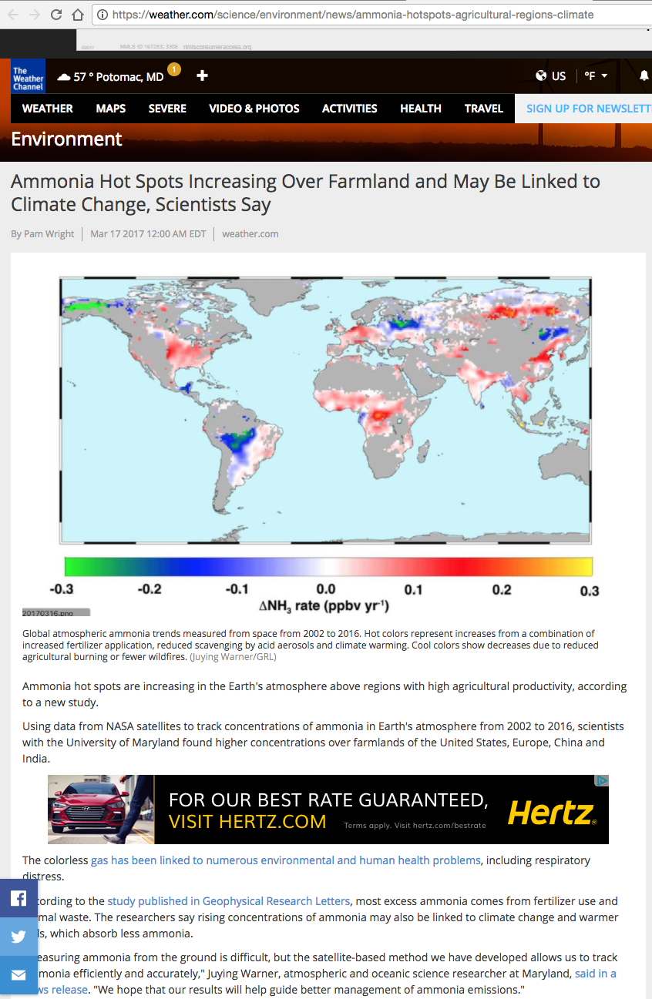 https://weather.com/science/environment/news/ammonia-hotspots-agricultural-regions-climate
©2017 NMLS ID 167283; 3306 nmlsconsumeraccess.org
The
Weather
Channel
57 ° Potomac, MD
1
US
°F
WEATHER MAPS SEVERE VIDEO & PHOTOS ACTIVITIES HEALTH TRAVEL SIGN UP FOR NEWSLETT
Environment
Ammonia Hot Spots Increasing Over Farmland and May Be Linked to
Climate Change, Scientists Say
By Pam Wright Mar 17 2017 12:00 AM EDT weather.com
-0.3 -0.2 -0.1 0.0 0.1 0.2 0.3
ΔNH₃ rate (ppbv yr⁻¹)
20170316.png
Global atmospheric ammonia trends measured from space from 2002 to 2016. Hot colors represent increases from a combination of
increased fertilizer application, reduced scavenging by acid aerosols and climate warming. Cool colors show decreases due to reduced
agricultural burning or fewer wildfires. (Juying Warner/GRL)
Ammonia hot spots are increasing in the Earth's atmosphere above regions with high agricultural productivity, according
to a new study.
Using data from NASA satellites to track concentrations of ammonia in Earth's atmosphere from 2002 to 2016, scientists
with the University of Maryland found higher concentrations over farmlands of the United States, Europe, China and
India.
FOR OUR BEST RATE GUARANTEED,
VISIT HERTZ.COM Terms apply. Visit hertz.com/bestrate
Hertz
The colorless gas has been linked to numerous environmental and human health problems, including respiratory
distress.
cording to the study published in Geophysical Research Letters, most excess ammonia comes from fertilizer use and
mal waste. The researchers say rising concentrations of ammonia may also be linked to climate change and warmer
ls, which absorb less ammonia.
easuring ammonia from the ground is difficult, but the satellite-based method we have developed allows us to track
monia efficiently and accurately," Juying Warner, atmospheric and oceanic science researcher at Maryland, said in a
ws release. "We hope that our results will help guide better management of ammonia emissions."